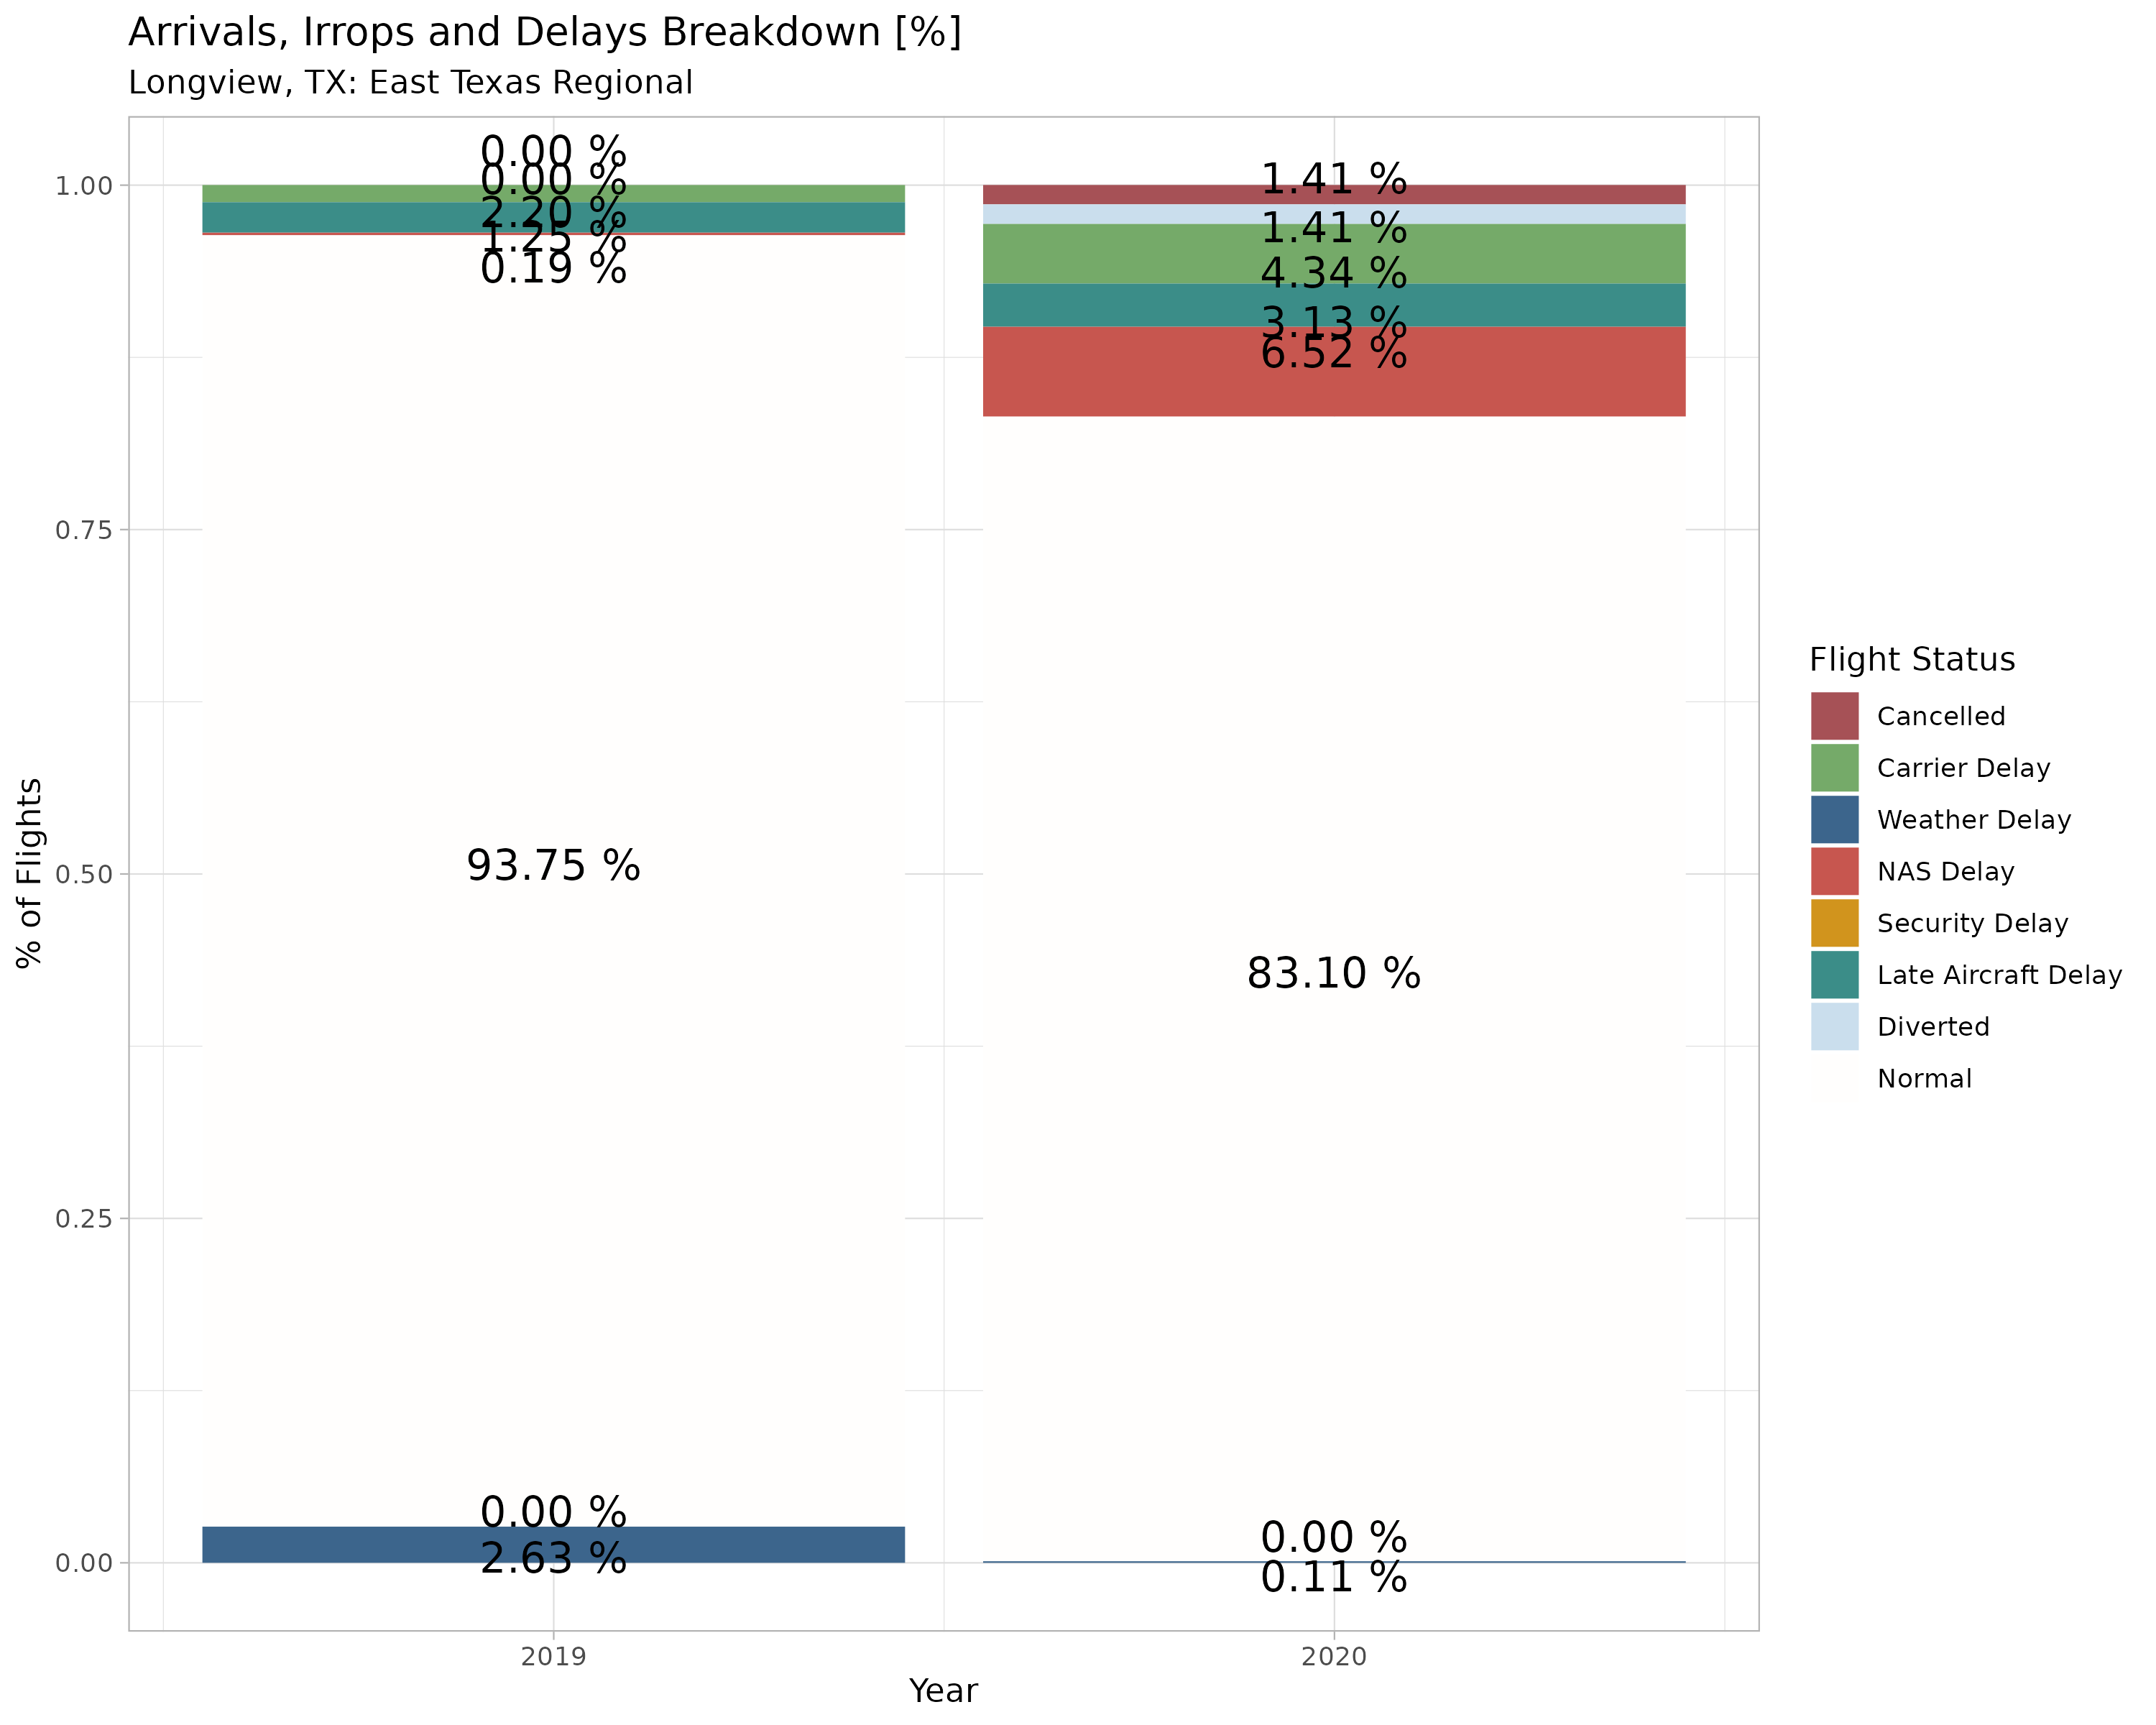 Arrivals, Irrops and Delays Breakdown [%]
Longview, TX: East Texas Regional
% of Flights
1.00
0.75
0.50
0.25
0.00
0.00 %
0.00 %
2.20 %
1.25 %
0.19 %
93.75 %
0.00 %
2.63 %
1.41 %
1.41 %
4.34 %
3.13 %
6.52 %
83.10 %
0.00 %
0.11 %
2019
2020
Year
Flight Status
Cancelled
Carrier Delay
Weather Delay
NAS Delay
Security Delay
Late Aircraft Delay
Diverted
Normal